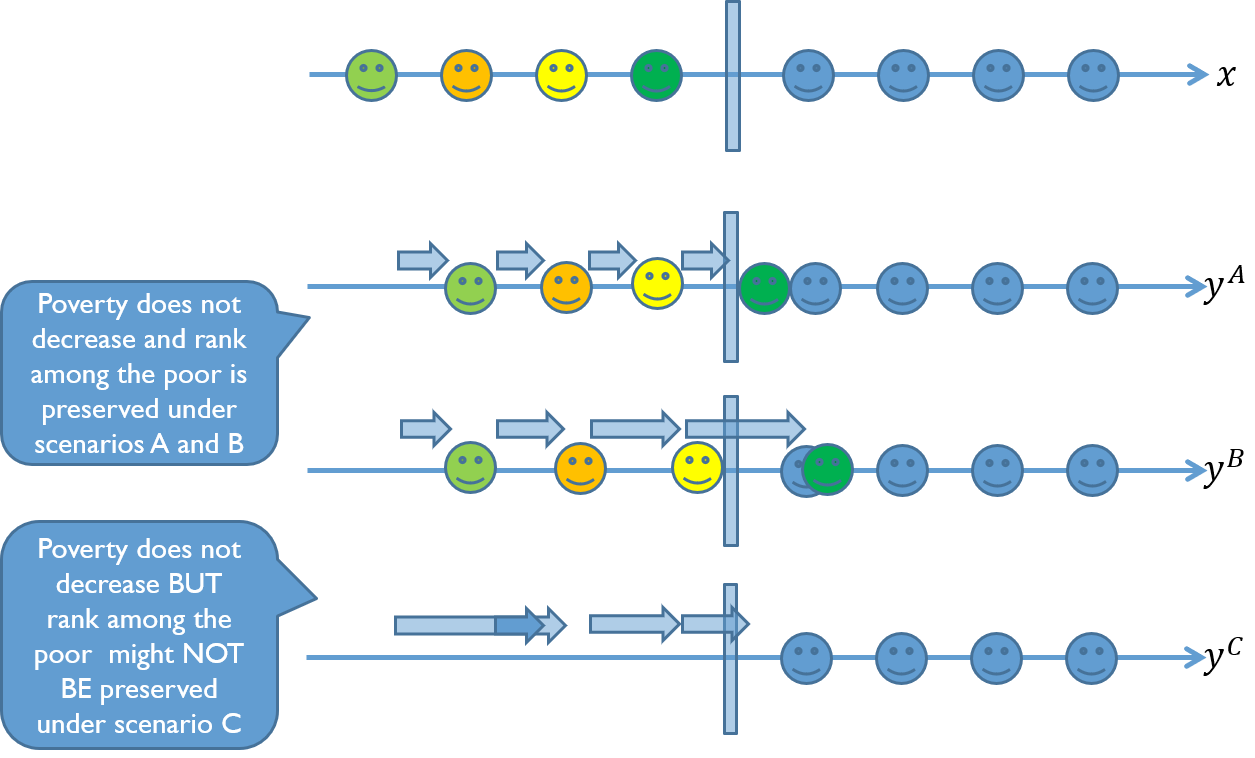 x
y^A
Poverty does not
decrease and rank
among the poor is
preserved under
scenarios A and B
y^B
Poverty does not
decrease BUT
rank among the
poor might NOT
BE preserved
under scenario C
y^C